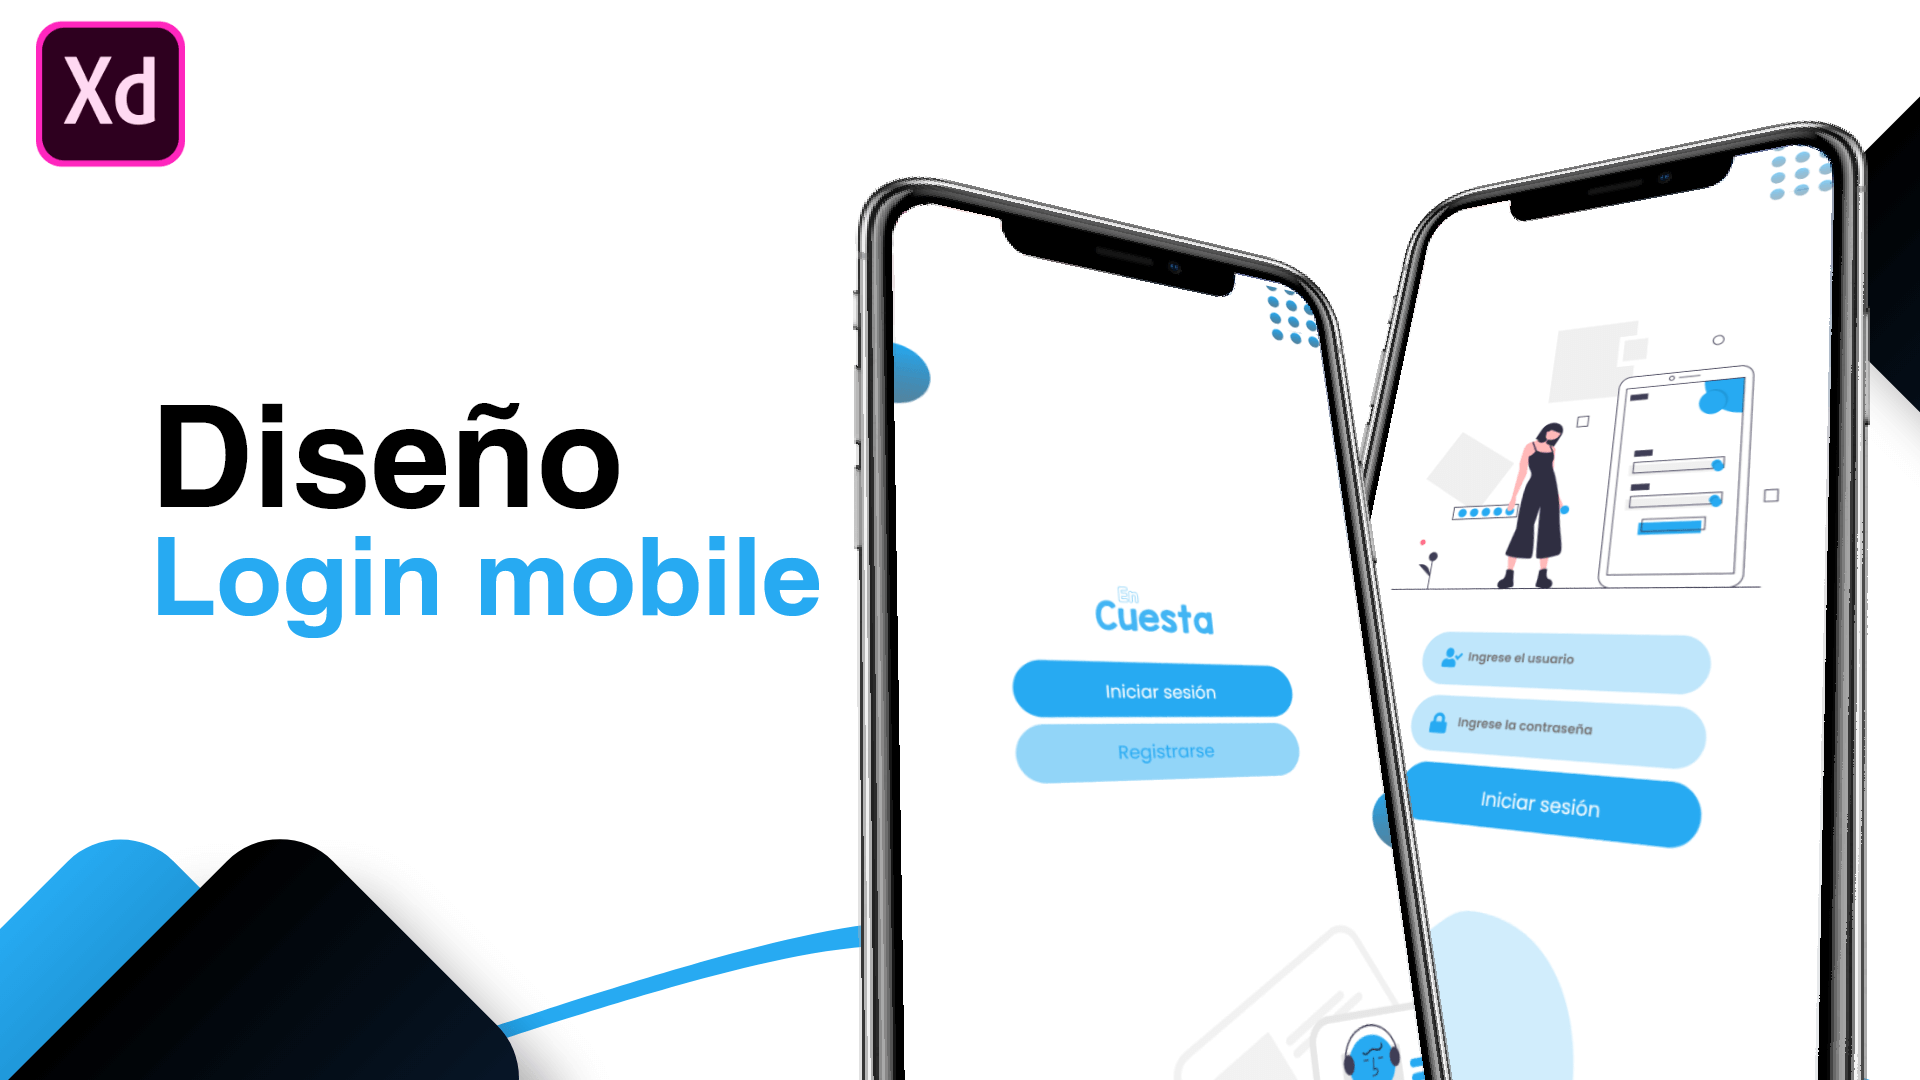 Xd
Diseño
Login mobile
En
Cuesta
Iniciar sesión
Registrarse
Ingrese el usuario
Ingrese la contraseña
Iniciar sesión